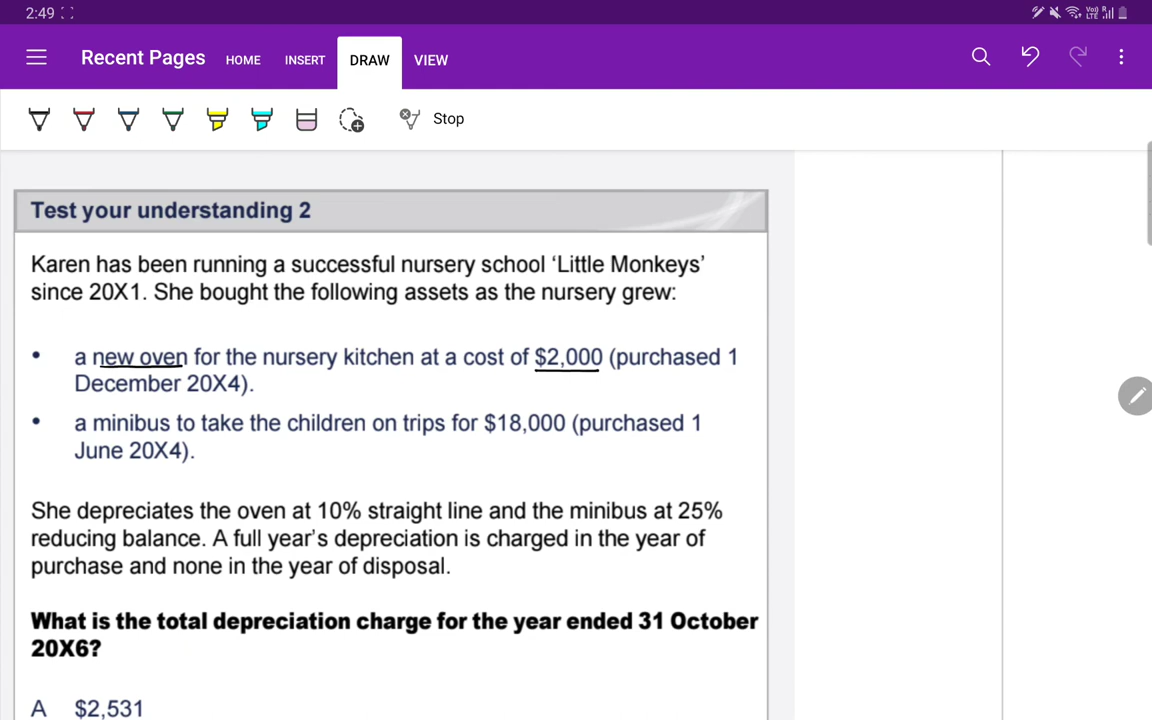 2:49
Vo)) R
LTE
Recent Pages HOME INSERT DRAW VIEW
Stop
Test your understanding 2
Karen has been running a successful nursery school ‘Little Monkeys’
since 20X1. She bought the following assets as the nursery grew:
• a new oven for the nursery kitchen at a cost of $2,000 (purchased 1
December 20X4).
• a minibus to take the children on trips for $18,000 (purchased 1
June 20X4).
She depreciates the oven at 10% straight line and the minibus at 25%
reducing balance. A full year’s depreciation is charged in the year of
purchase and none in the year of disposal.
What is the total depreciation charge for the year ended 31 October
20X6?
A $2,531